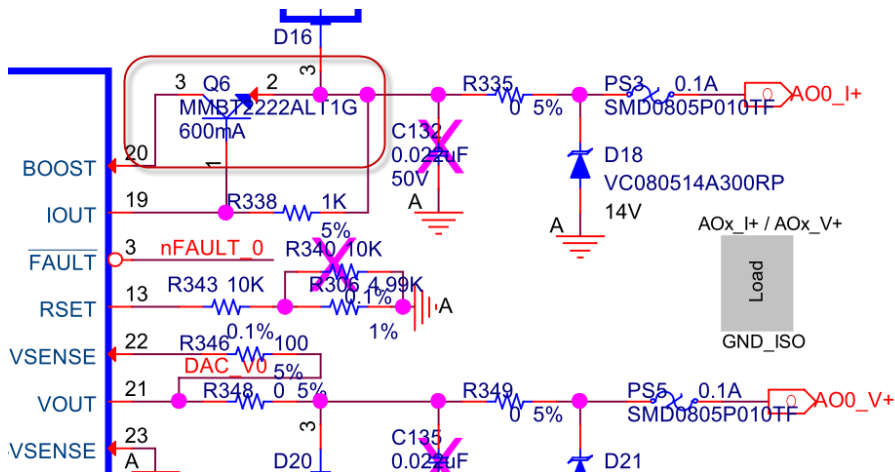 D16
3
3
Q6
2
MMBT2222ALT1G
600mA
1
R335
0 5%
PS3
0.1A
SMD0805P010TF
AO0_I+
C132
0.022uF
50V
A
D18
VC080514A300RP
14V
A
AOx_I+ / AOx_V+
Load
GND_ISO
BOOST
20
IOUT
19
R338
1K
5%
FAULT
3
nFAULT_0
R340 10K
0.1%
RSET
13
R343 10K
0.1%
R306 4.99K
1%
A
VSENSE
22
R346
100
5%
DAC_V0
VOUT
21
R348
0 5%
R349
0 5%
PS5
0.1A
SMD0805P010TF
AO0_V+
-VSENSE
23
A
3
D20
C135
0.022uF
D21